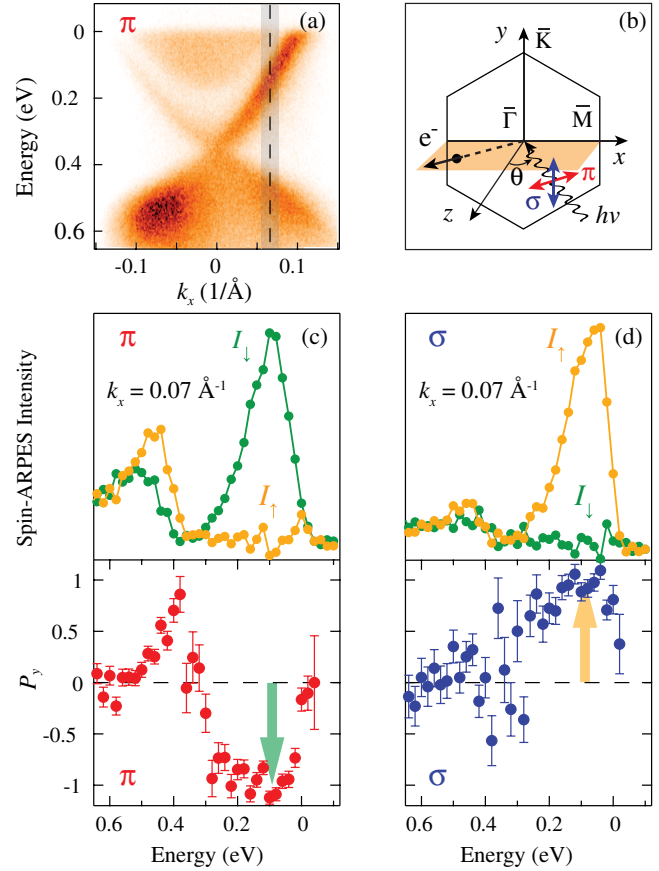 π
(a)
0
0.2
0.4
0.6
Energy (eV)
-0.1
0
0.1
kₓ (1/Å)
(b)
y
K̄
Γ̄
M̄
e⁻
x
θ
π
σ
z
hν
π
(c)
I↓
kₓ = 0.07 Å⁻¹
I↑
Spin-ARPES Intensity
σ
(d)
I↑
kₓ = 0.07 Å⁻¹
I↓
1
0.5
0
-0.5
-1
P_y
π
σ
0.6
0.4
0.2
0
Energy (eV)
0.6
0.4
0.2
0
Energy (eV)